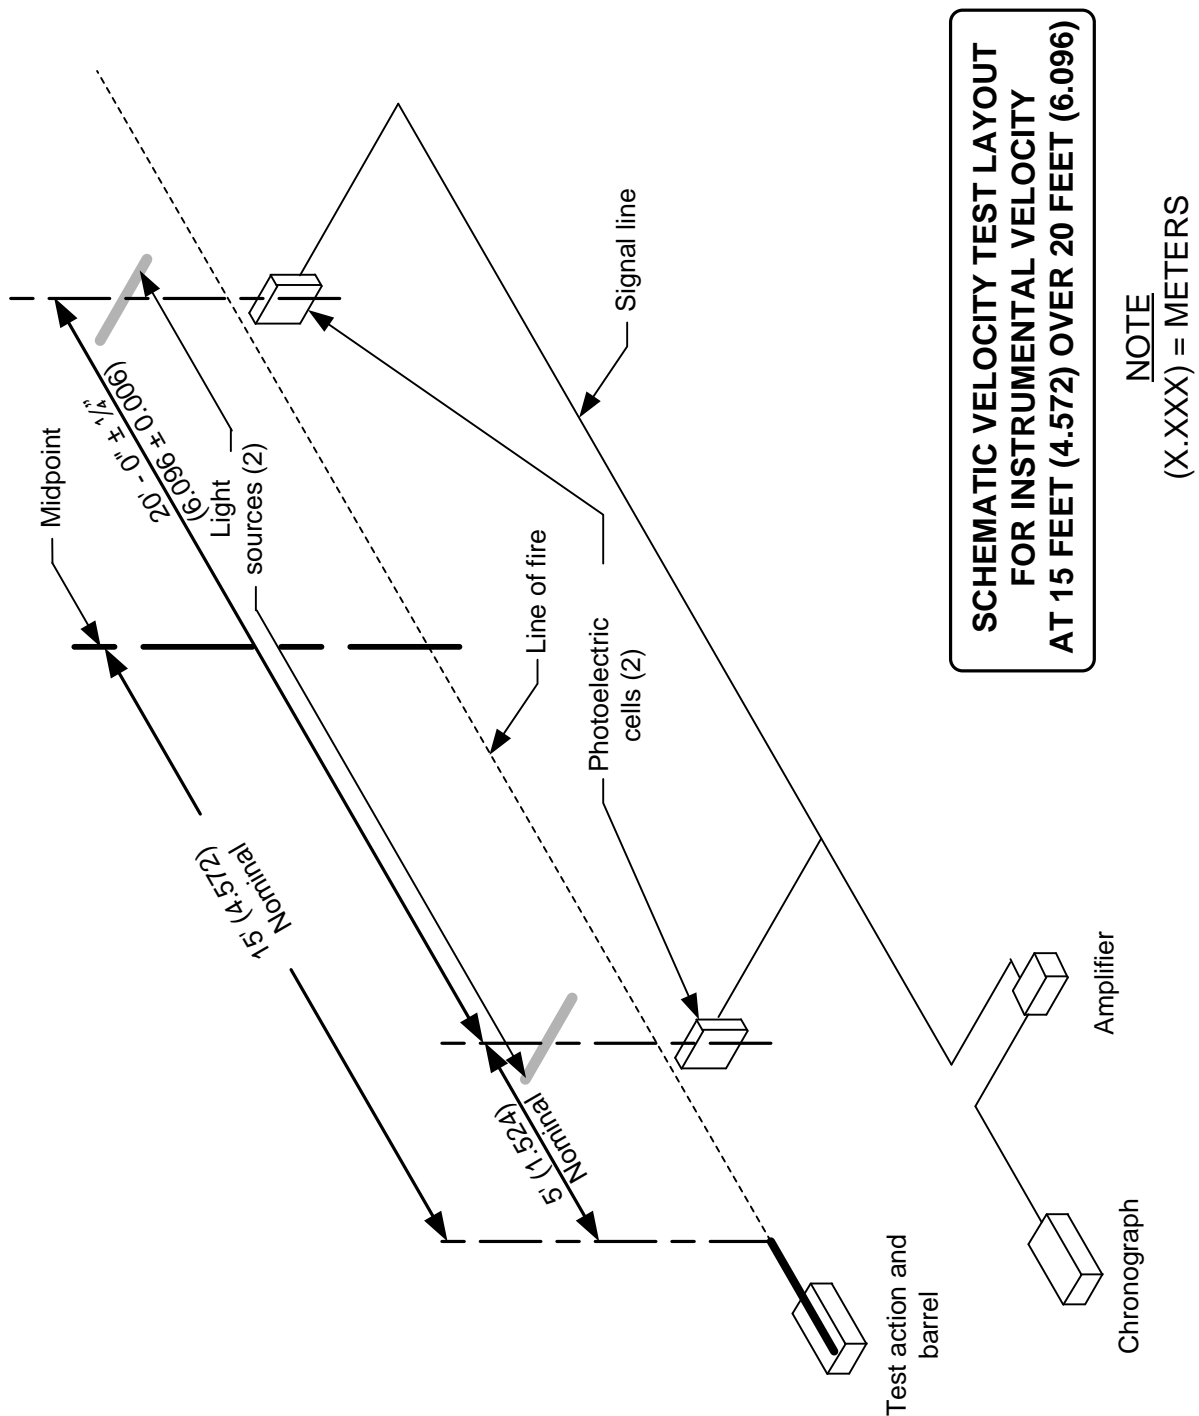 Midpoint
20' - 0" ± 1/4"
(6.096 ± 0.006)
Light
sources (2)
15' (4.572)
Nominal
5' (1.524)
Nominal
Signal line
Line of fire
Photoelectric
cells (2)
Test action and
barrel
Amplifier
Chronograph
SCHEMATIC VELOCITY TEST LAYOUT
FOR INSTRUMENTAL VELOCITY
AT 15 FEET (4.572) OVER 20 FEET (6.096)
NOTE
(X.XXX) = METERS